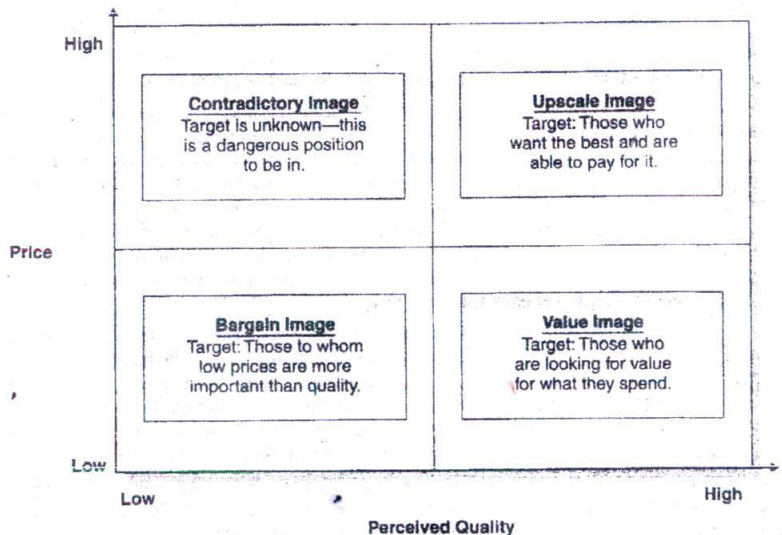 High
Contradictory Image
Target is unknown—this
is a dangerous position
to be in.
Upscale Image
Target: Those who
want the best and are
able to pay for it.
Price
Bargain Image
Target: Those to whom
low prices are more
important than quality.
Value Image
Target: Those who
are looking for value
for what they spend.
Low
Low
High
Perceived Quality